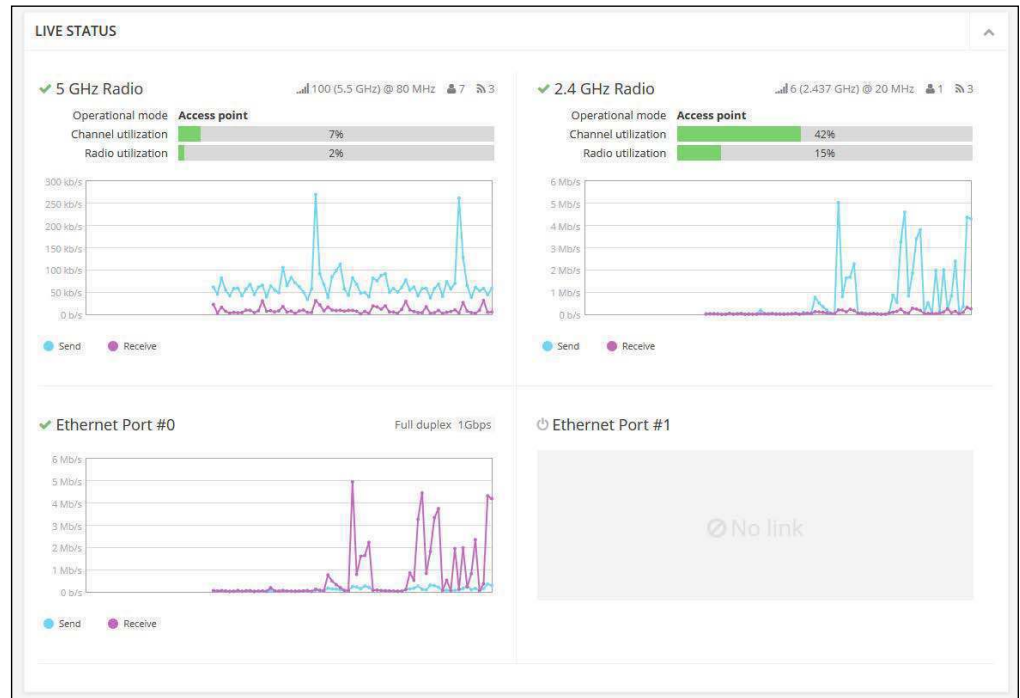 LIVE STATUS
5 GHz Radio 100 (5.5 GHz) @ 80 MHz 7 3
Operational mode Access point
Channel utilization 7%
Radio utilization 2%
300 kb/s
250 kb/s
200 kb/s
150 kb/s
100 kb/s
50 kb/s
0 b/s
Send Receive
2.4 GHz Radio 6 (2.437 GHz) @ 20 MHz 1 3
Operational mode Access point
Channel utilization 42%
Radio utilization 15%
6 Mb/s
5 Mb/s
4 Mb/s
3 Mb/s
2 Mb/s
1 Mb/s
0 b/s
Send Receive
Ethernet Port #0 Full duplex 1Gbps
6 Mb/s
5 Mb/s
4 Mb/s
3 Mb/s
2 Mb/s
1 Mb/s
0 b/s
Send Receive
Ethernet Port #1
No link